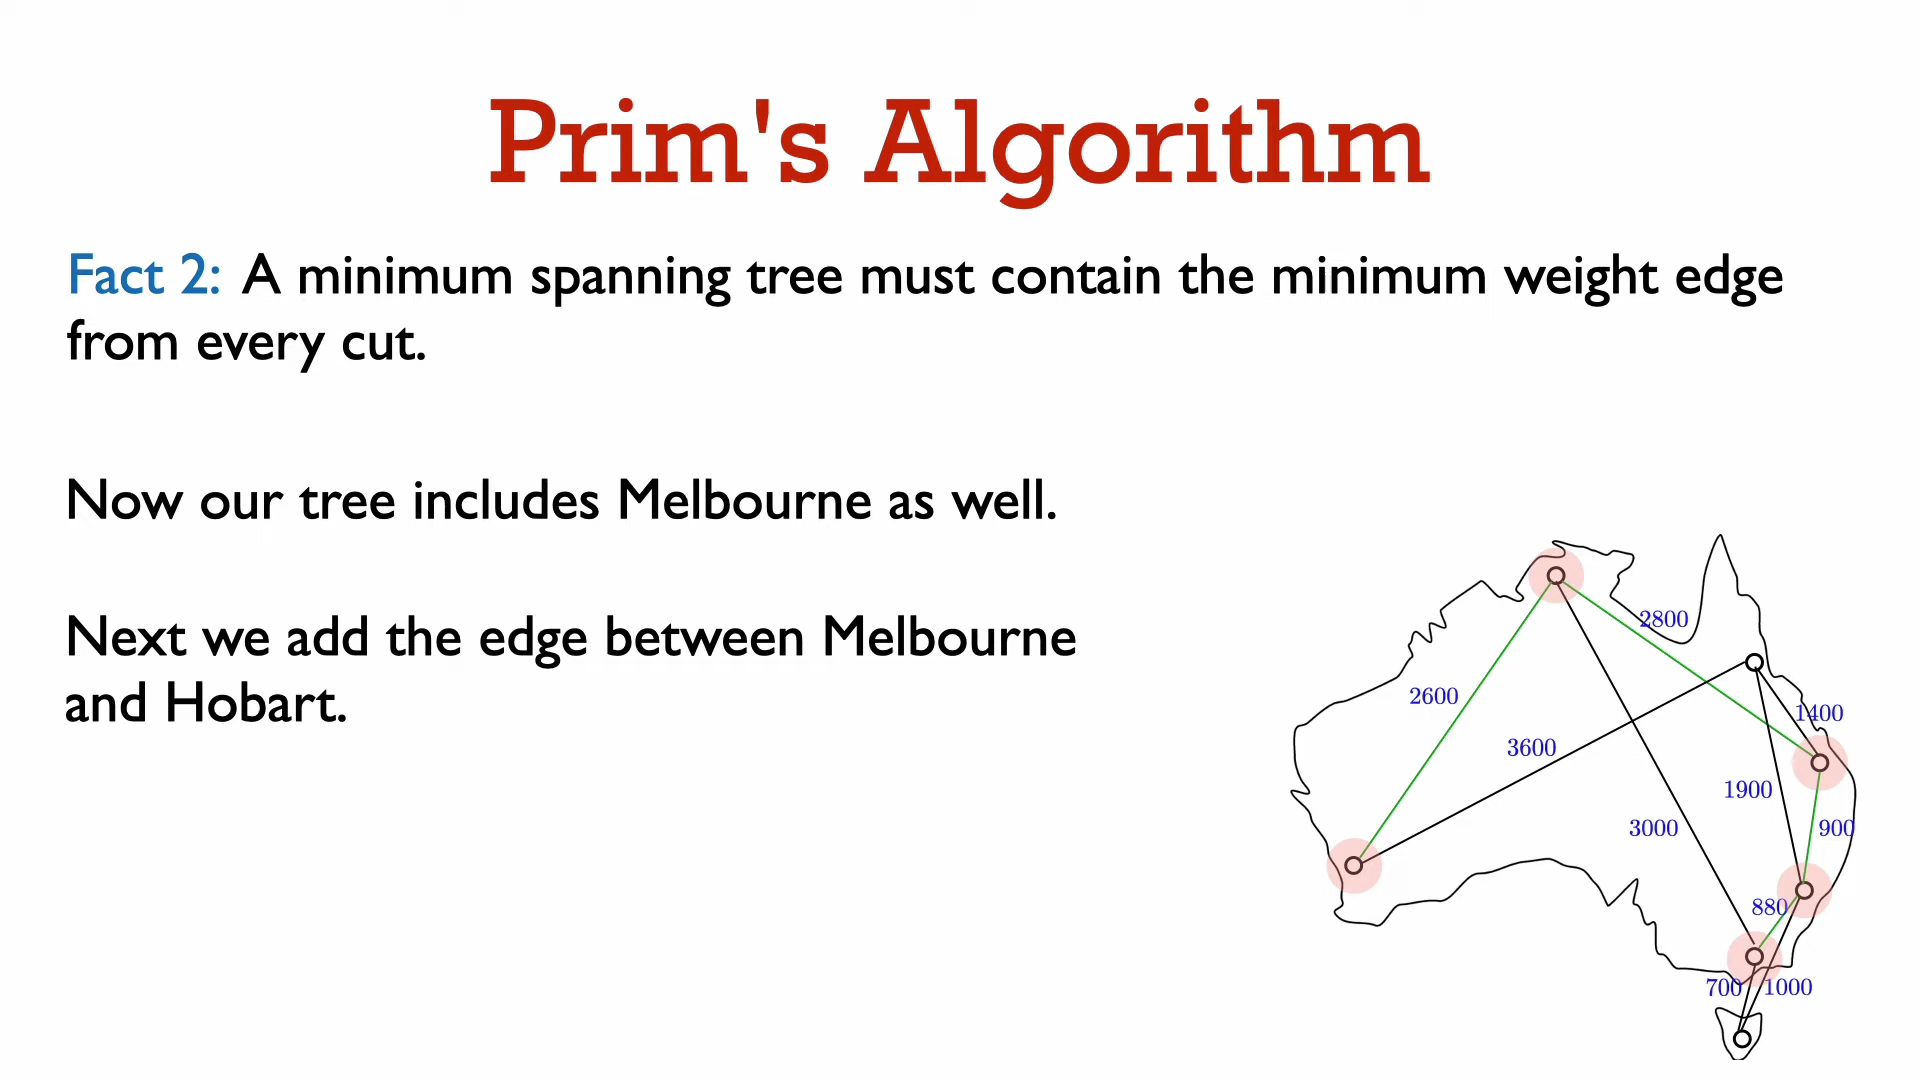 Prim's Algorithm
Fact 2: A minimum spanning tree must contain the minimum weight edge
from every cut.
Now our tree includes Melbourne as well.
Next we add the edge between Melbourne
and Hobart.
2800
2600
1400
3600
1900
3000
900
880
700
1000